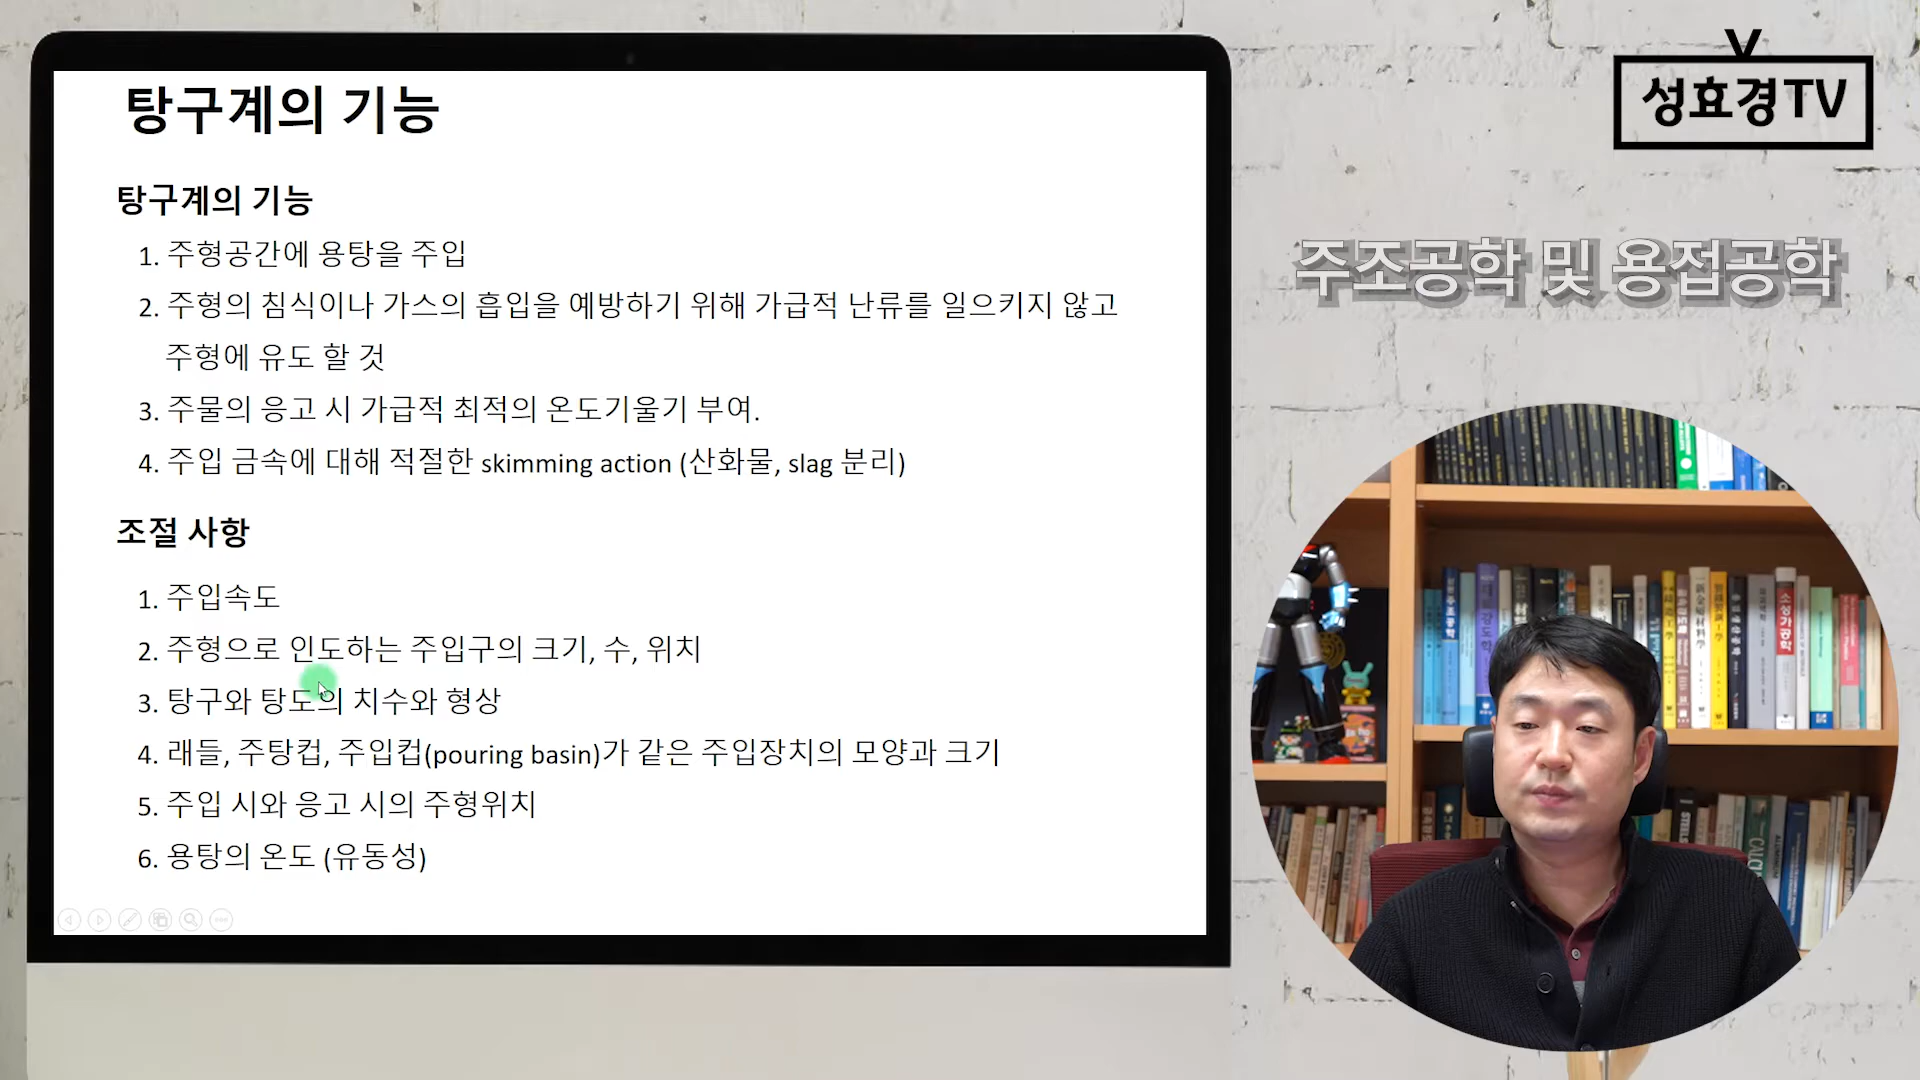 탕구계의 기능
탕구계의 기능
1. 주형공간에 용탕을 주입
2. 주형의 침식이나 가스의 흡입을 예방하기 위해 가급적 난류를 일으키지 않고
주형에 유도 할 것
3. 주물의 응고 시 가급적 최적의 온도기울기 부여.
4. 주입 금속에 대해 적절한 skimming action (산화물, slag 분리)
조절 사항
1. 주입속도
2. 주형으로 인도하는 주입구의 크기, 수, 위치
3. 탕구와 탕도의 치수와 형상
4. 래들, 주탕컵, 주입컵(pouring basin)가 같은 주입장치의 모양과 크기
5. 주입 시와 응고 시의 주형위치
6. 용탕의 온도 (유동성)
성효경TV
주조공학 및 용접공학
소성가공학